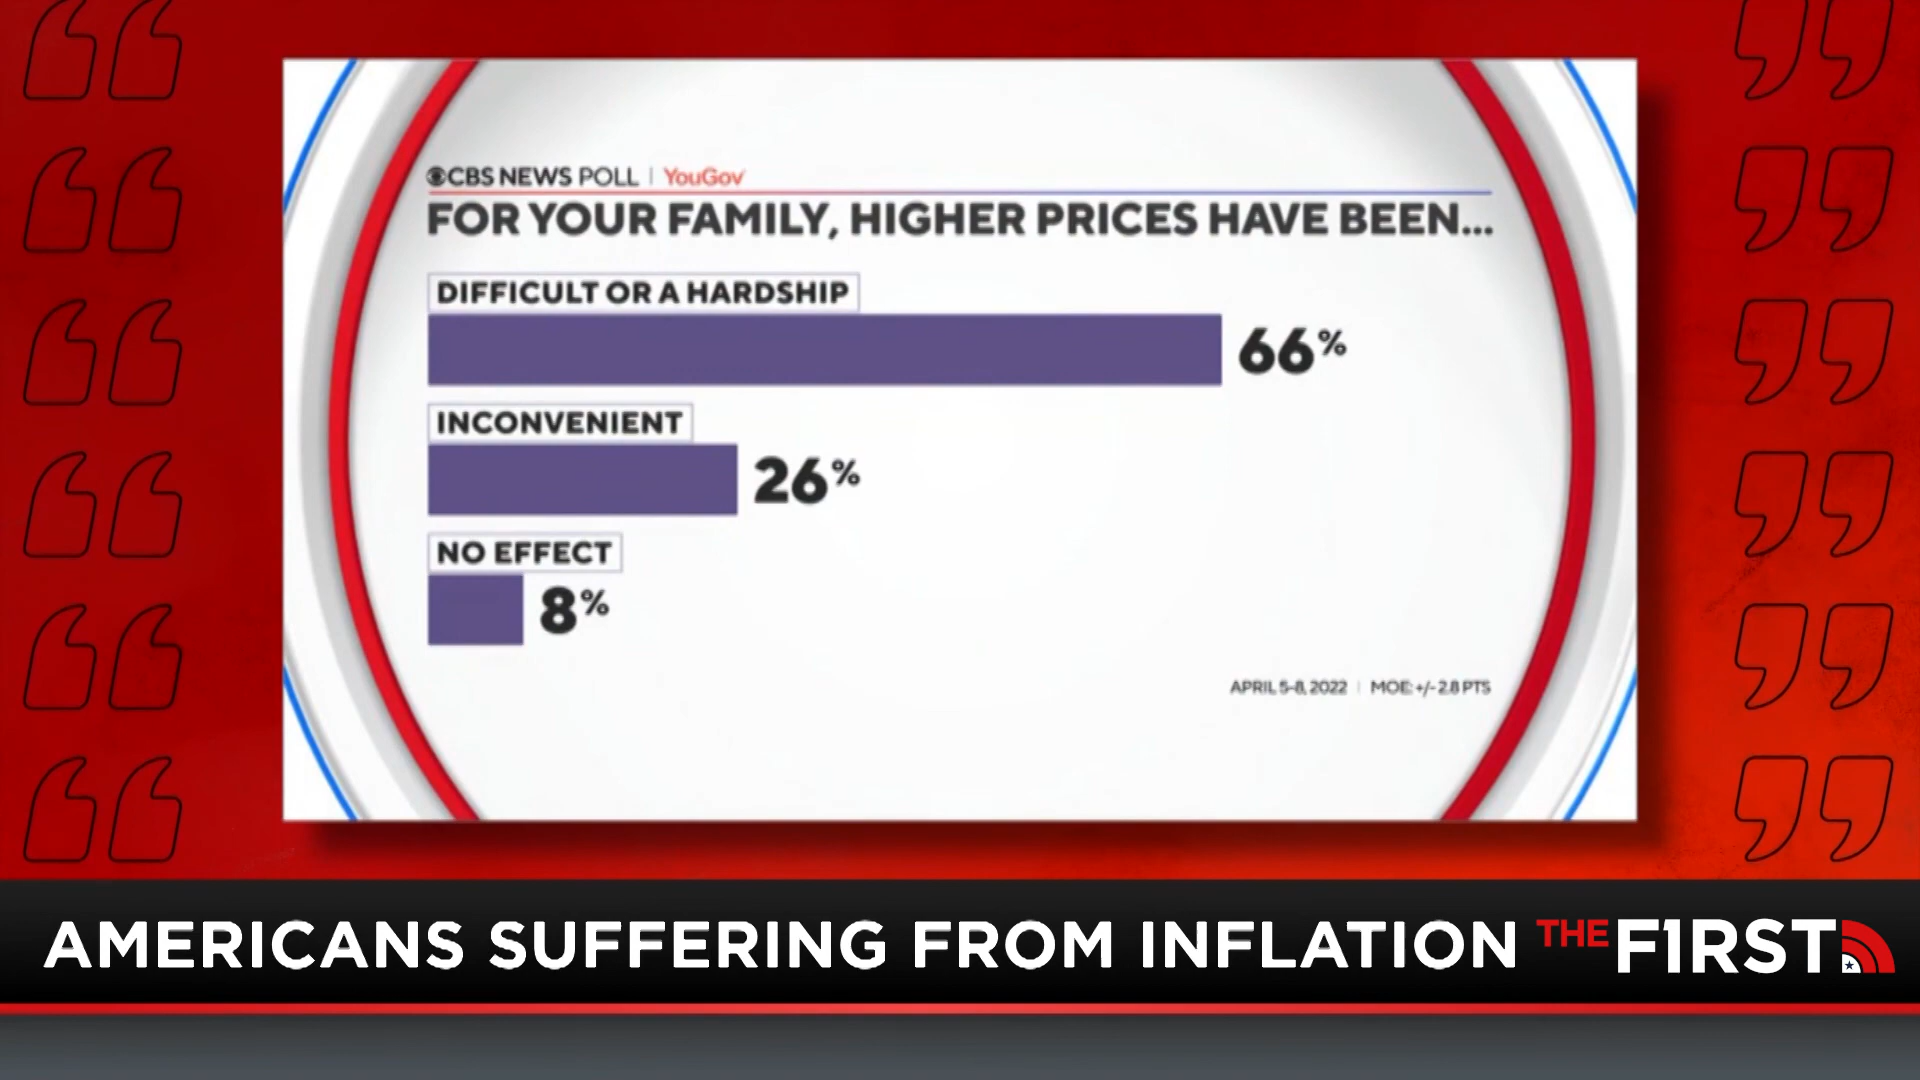 CBS NEWS POLL | YouGov
FOR YOUR FAMILY, HIGHER PRICES HAVE BEEN...
DIFFICULT OR A HARDSHIP
66%
INCONVENIENT
26%
NO EFFECT
8%
APRIL 5-8, 2022 | MOE: +/- 2.8 PTS
AMERICANS SUFFERING FROM INFLATION THE F1RST